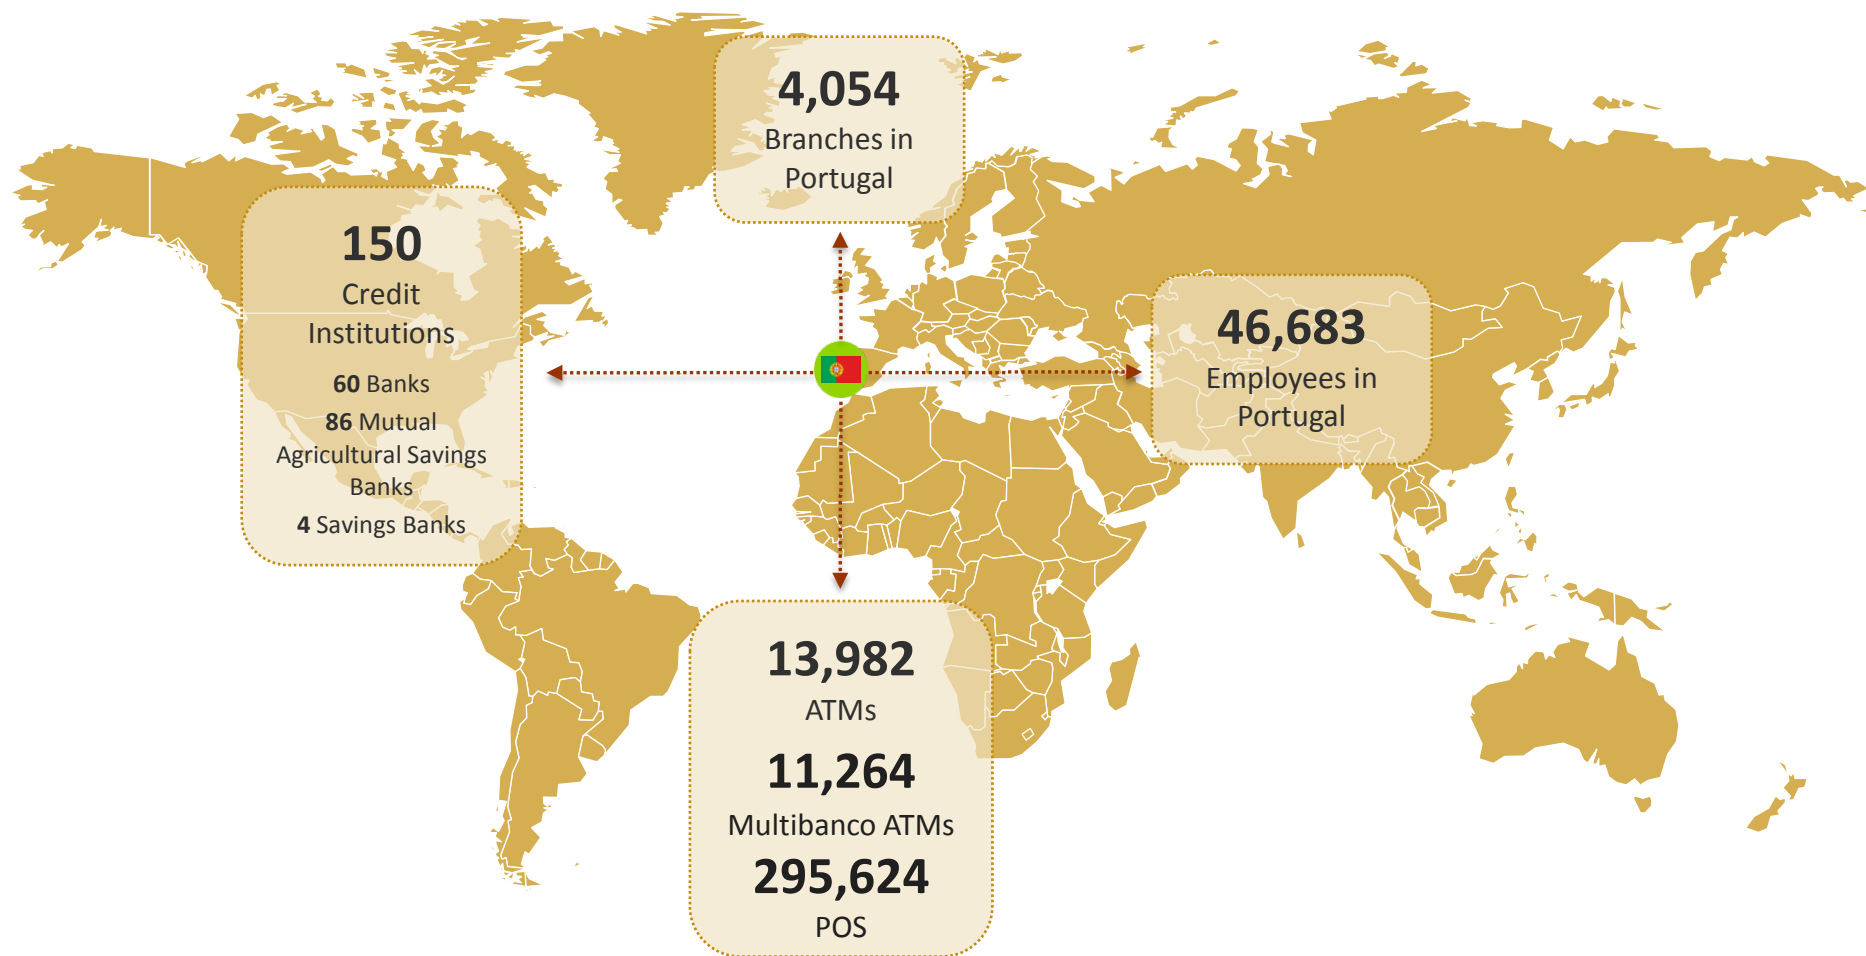 4,054
Branches in
Portugal
150
Credit
Institutions
60 Banks
86 Mutual
Agricultural Savings
Banks
4 Savings Banks
46,683
Employees in
Portugal
13,982
ATMs
11,264
Multibanco ATMs
295,624
POS